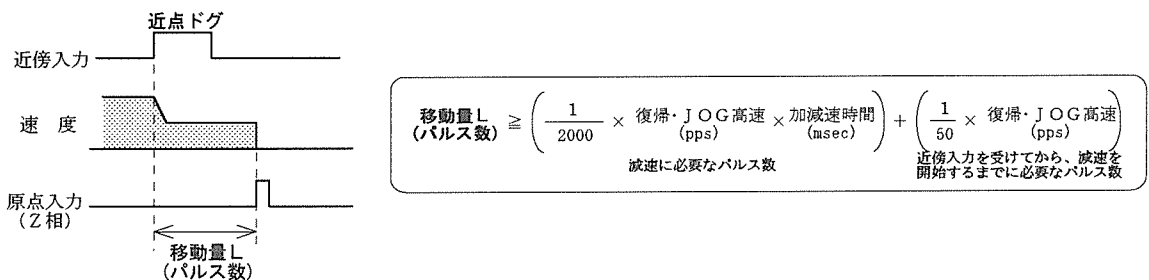 近点ドグ
近傍入力
速 度
原点入力
(Z相)
移動量L
(パルス数)
移動量L
(パルス数) ≧ ( 1/2000 × 復帰・JOG高速 (pps) × 加減速時間 (msec) ) + ( 1/50 × 復帰・JOG高速 (pps) )
減速に必要なパルス数
近傍入力を受けてから、減速を
開始するまでに必要なパルス数